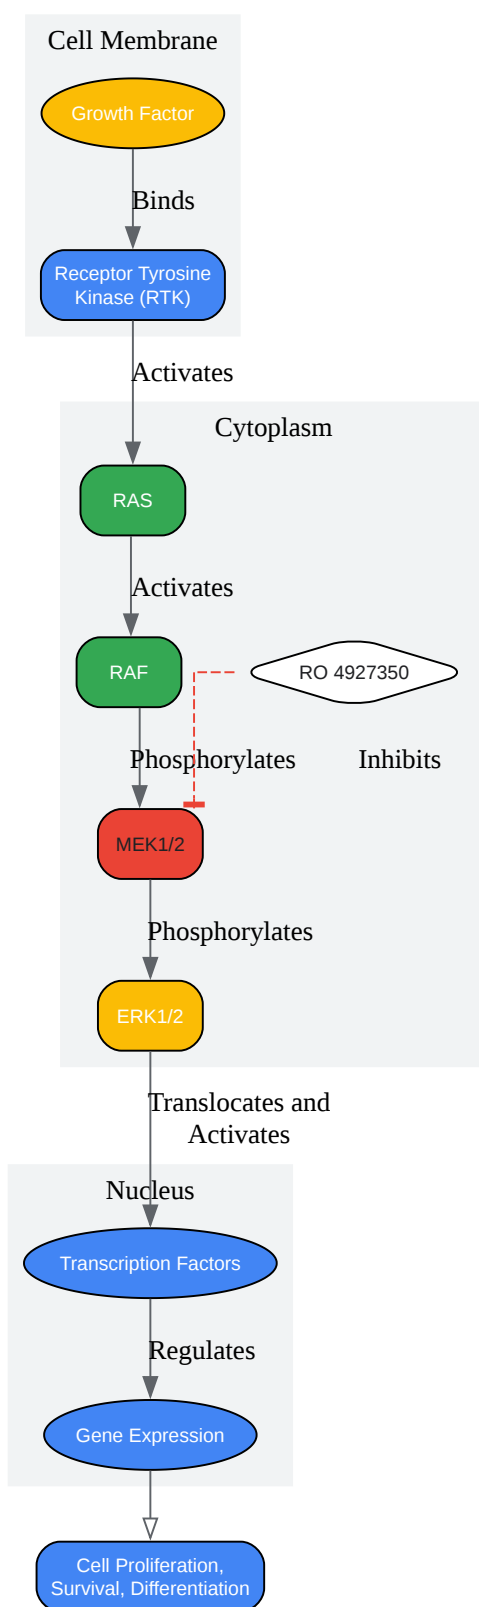 Cell Membrane
Growth Factor
Binds
Receptor Tyrosine
Kinase (RTK)
Activates
Cytoplasm
RAS
Activates
RAF
RO 4927350
Phosphorylates
Inhibits
MEK1/2
Phosphorylates
ERK1/2
Translocates and
Activates
Nucleus
Transcription Factors
Regulates
Gene Expression
Cell Proliferation,
Survival, Differentiation